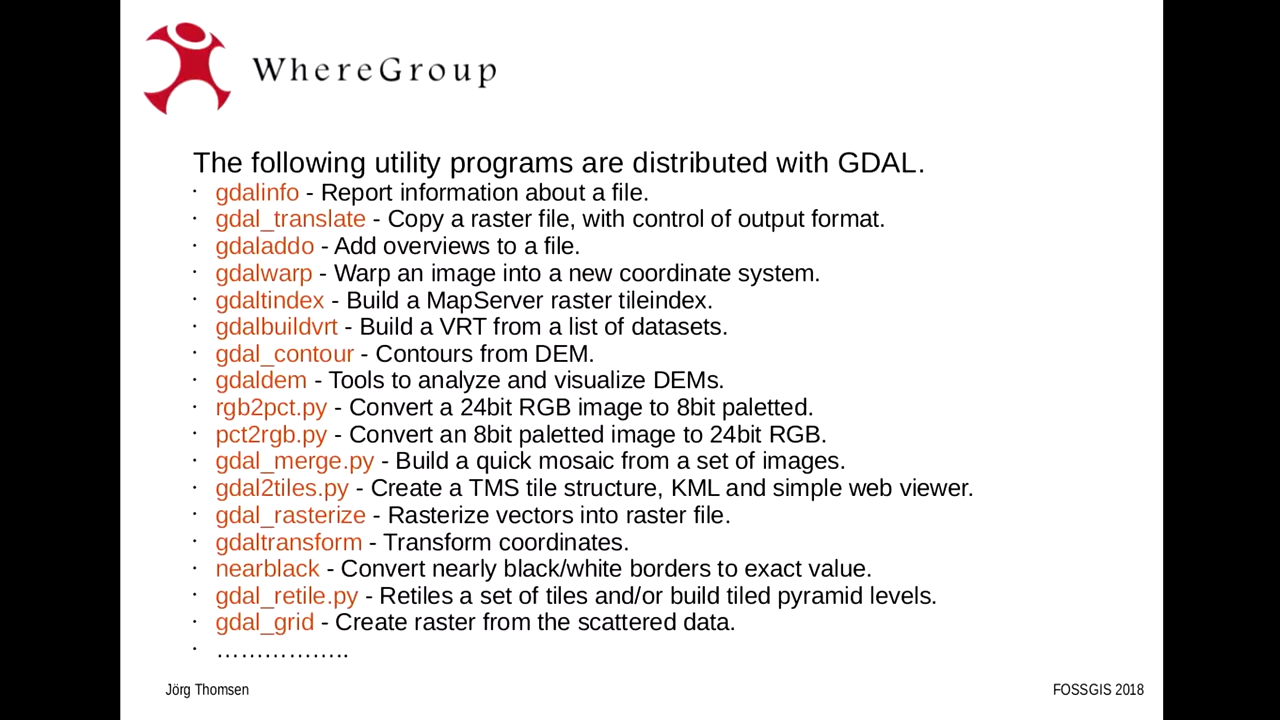 WhereGroup
The following utility programs are distributed with GDAL.
· gdalinfo - Report information about a file.
· gdal_translate - Copy a raster file, with control of output format.
· gdaladdo - Add overviews to a file.
· gdalwarp - Warp an image into a new coordinate system.
· gdaltindex - Build a MapServer raster tileindex.
· gdalbuildvrt - Build a VRT from a list of datasets.
· gdal_contour - Contours from DEM.
· gdaldem - Tools to analyze and visualize DEMs.
· rgb2pct.py - Convert a 24bit RGB image to 8bit paletted.
· pct2rgb.py - Convert an 8bit paletted image to 24bit RGB.
· gdal_merge.py - Build a quick mosaic from a set of images.
· gdal2tiles.py - Create a TMS tile structure, KML and simple web viewer.
· gdal_rasterize - Rasterize vectors into raster file.
· gdaltransform - Transform coordinates.
· nearblack - Convert nearly black/white borders to exact value.
· gdal_retile.py - Retiles a set of tiles and/or build tiled pyramid levels.
· gdal_grid - Create raster from the scattered data.
· ……………..
Jörg Thomsen
FOSSGIS 2018